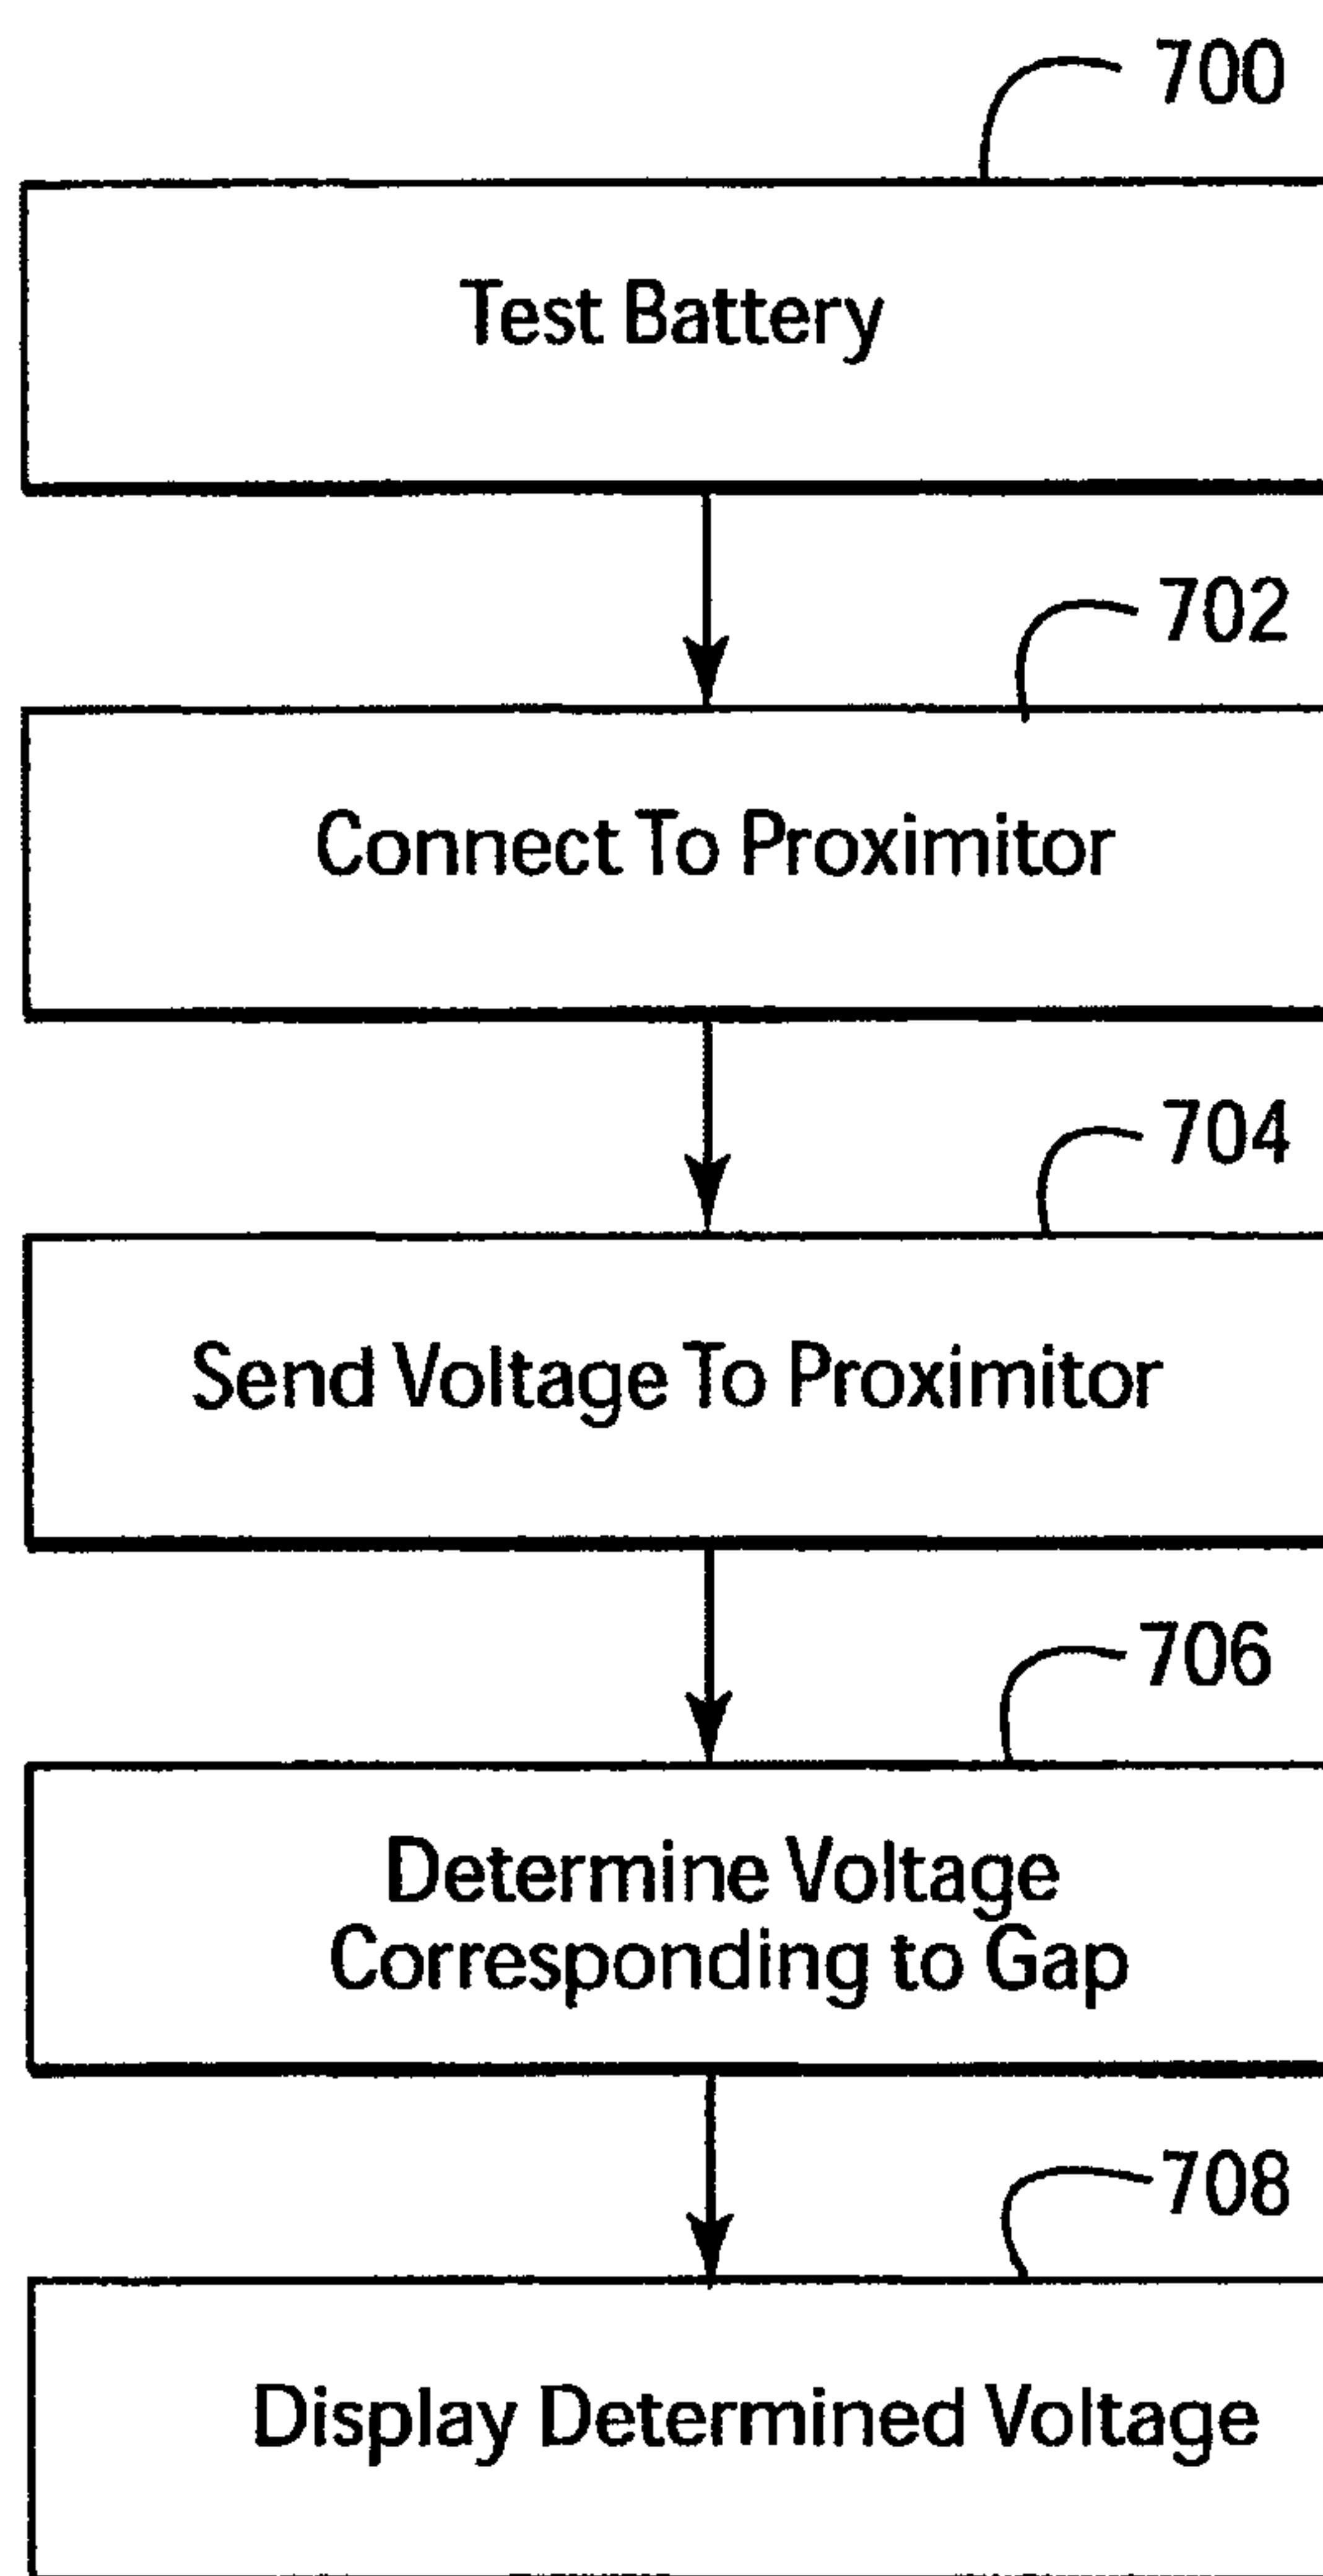 700
Test Battery
702
Connect To Proximitor
704
Send Voltage To Proximitor
706
Determine Voltage
Corresponding to Gap
708
Display Determined Voltage